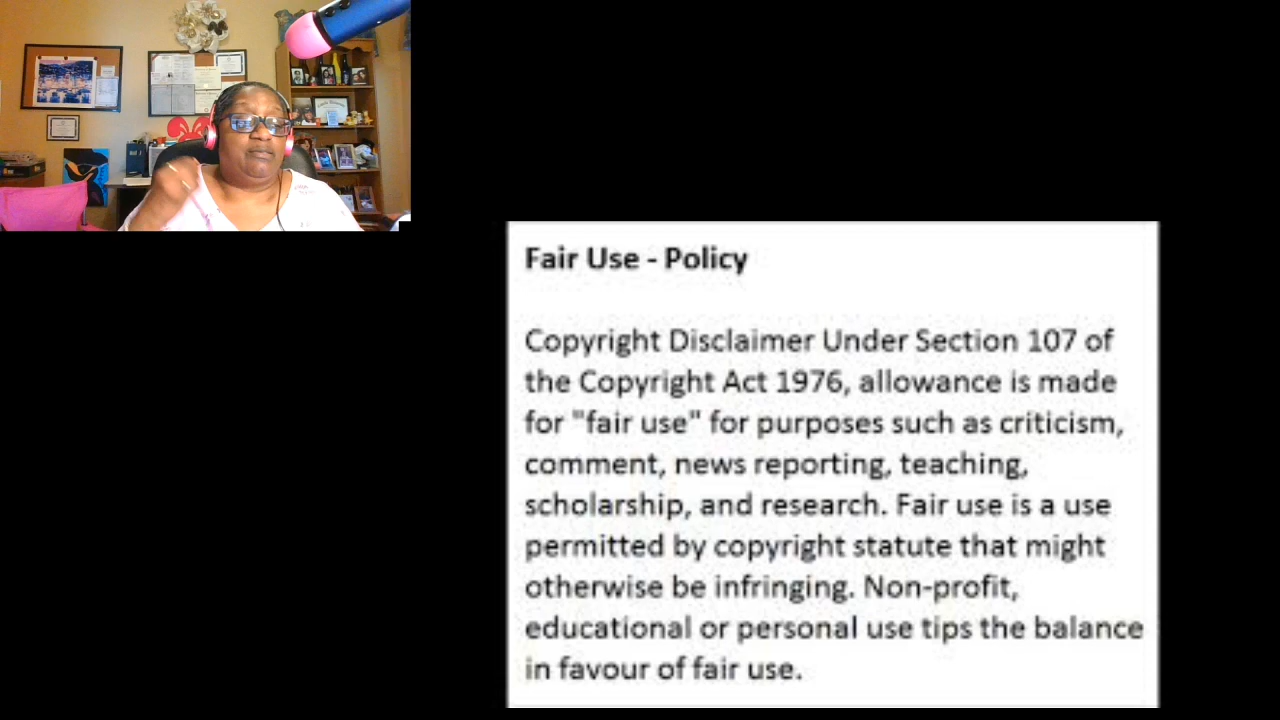 Fair Use - Policy
Copyright Disclaimer Under Section 107 of
the Copyright Act 1976, allowance is made
for "fair use" for purposes such as criticism,
comment, news reporting, teaching,
scholarship, and research. Fair use is a use
permitted by copyright statute that might
otherwise be infringing. Non-profit,
educational or personal use tips the balance
in favour of fair use.